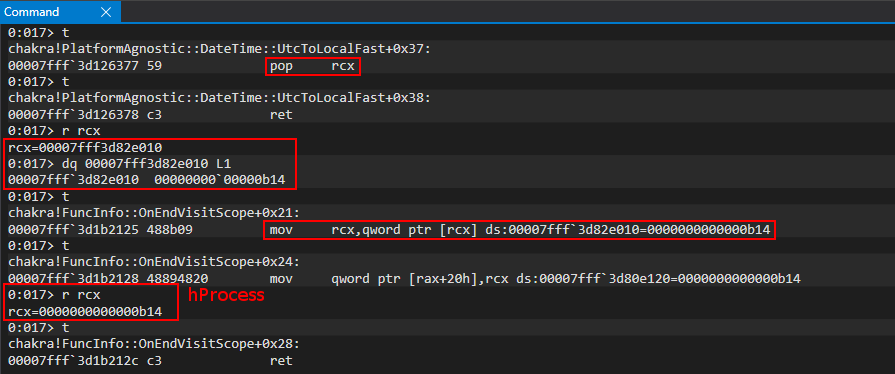 Command ×
0:017> t
chakra!PlatformAgnostic::DateTime::UtcToLocalFast+0x37:
00007fff`3d126377 59 pop rcx
0:017> t
chakra!PlatformAgnostic::DateTime::UtcToLocalFast+0x38:
00007fff`3d126378 c3 ret
0:017> r rcx
rcx=00007fff3d82e010
0:017> dq 00007fff3d82e010 L1
00007fff`3d82e010 00000000`00000b14
0:017> t
chakra!FuncInfo::OnEndVisitScope+0x21:
00007fff`3d1b2125 488b09 mov rcx,qword ptr [rcx] ds:00007fff`3d82e010=0000000000000b14
0:017> t
chakra!FuncInfo::OnEndVisitScope+0x24:
00007fff`3d1b2128 48894820 mov qword ptr [rax+20h],rcx ds:00007fff`3d80e120=0000000000000b14
0:017> r rcx hProcess
rcx=0000000000000b14
0:017> t
chakra!FuncInfo::OnEndVisitScope+0x28:
00007fff`3d1b212c c3 ret